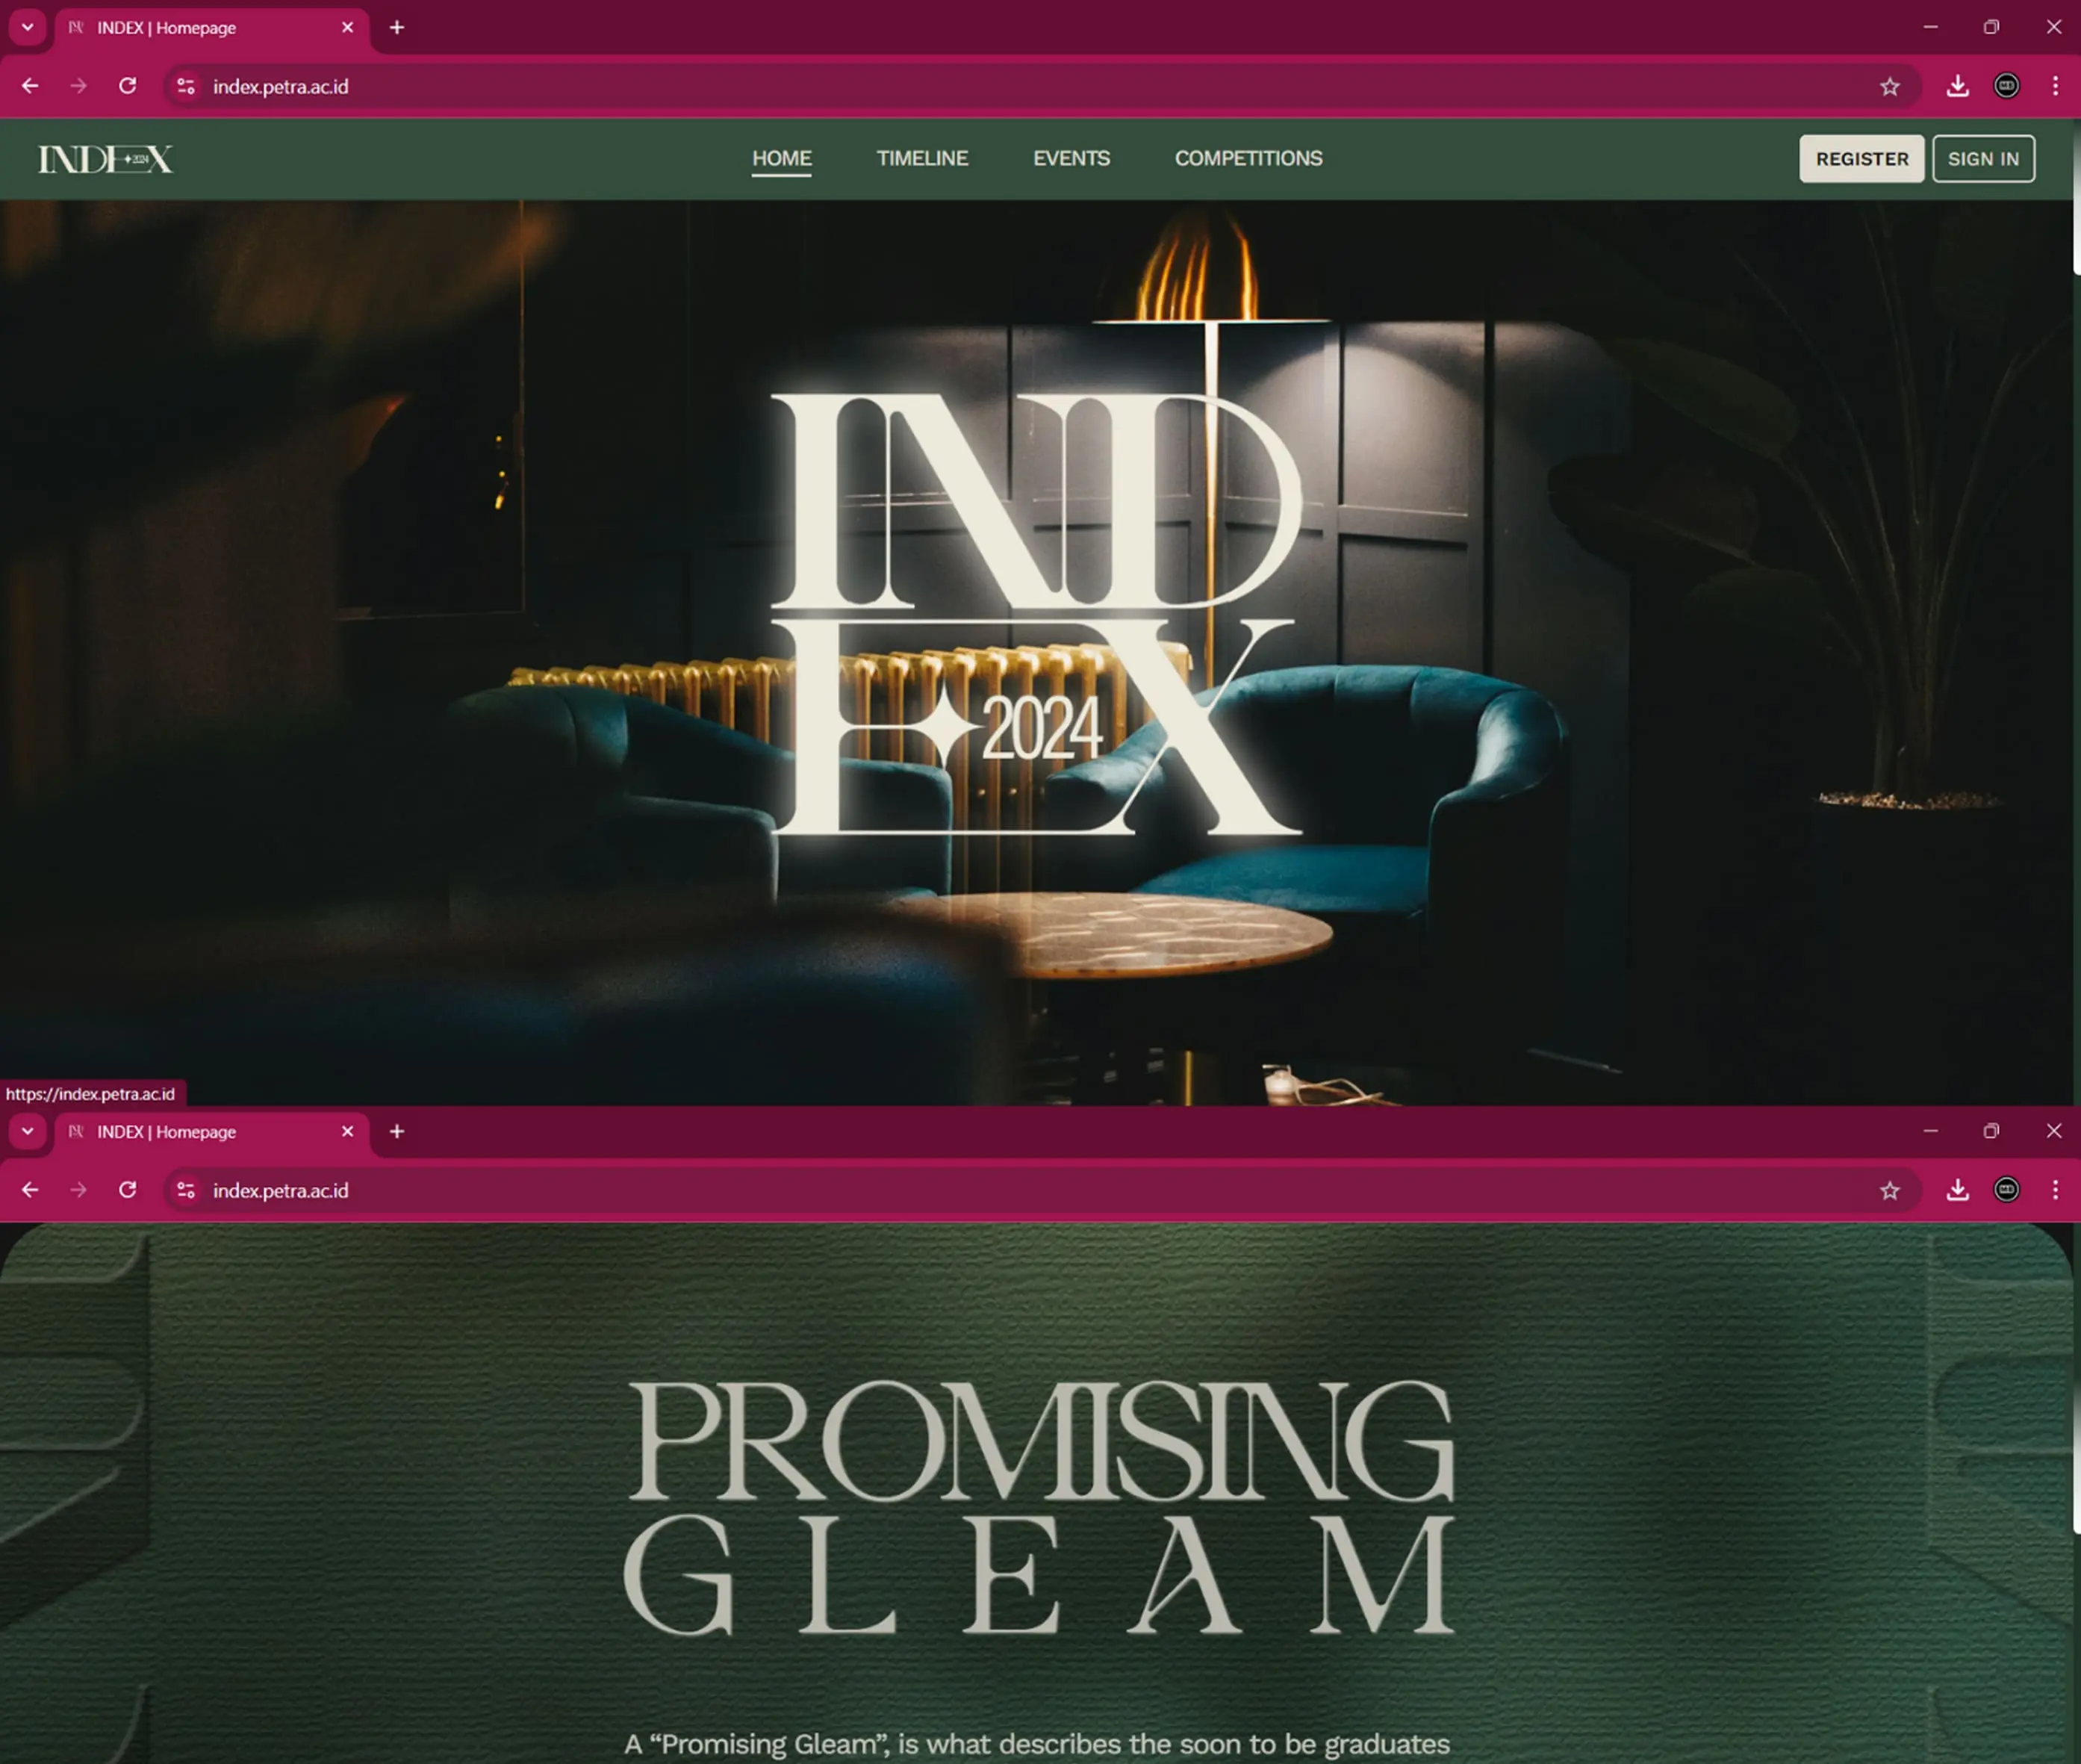 INDEX | Homepage
index.petra.ac.id
INDEX 2024
HOME TIMELINE EVENTS COMPETITIONS
REGISTER SIGN IN
IND
EX
2024
https://index.petra.ac.id
INDEX | Homepage
index.petra.ac.id
PROMISING
GLEAM
A “Promising Gleam”, is what describes the soon to be graduates